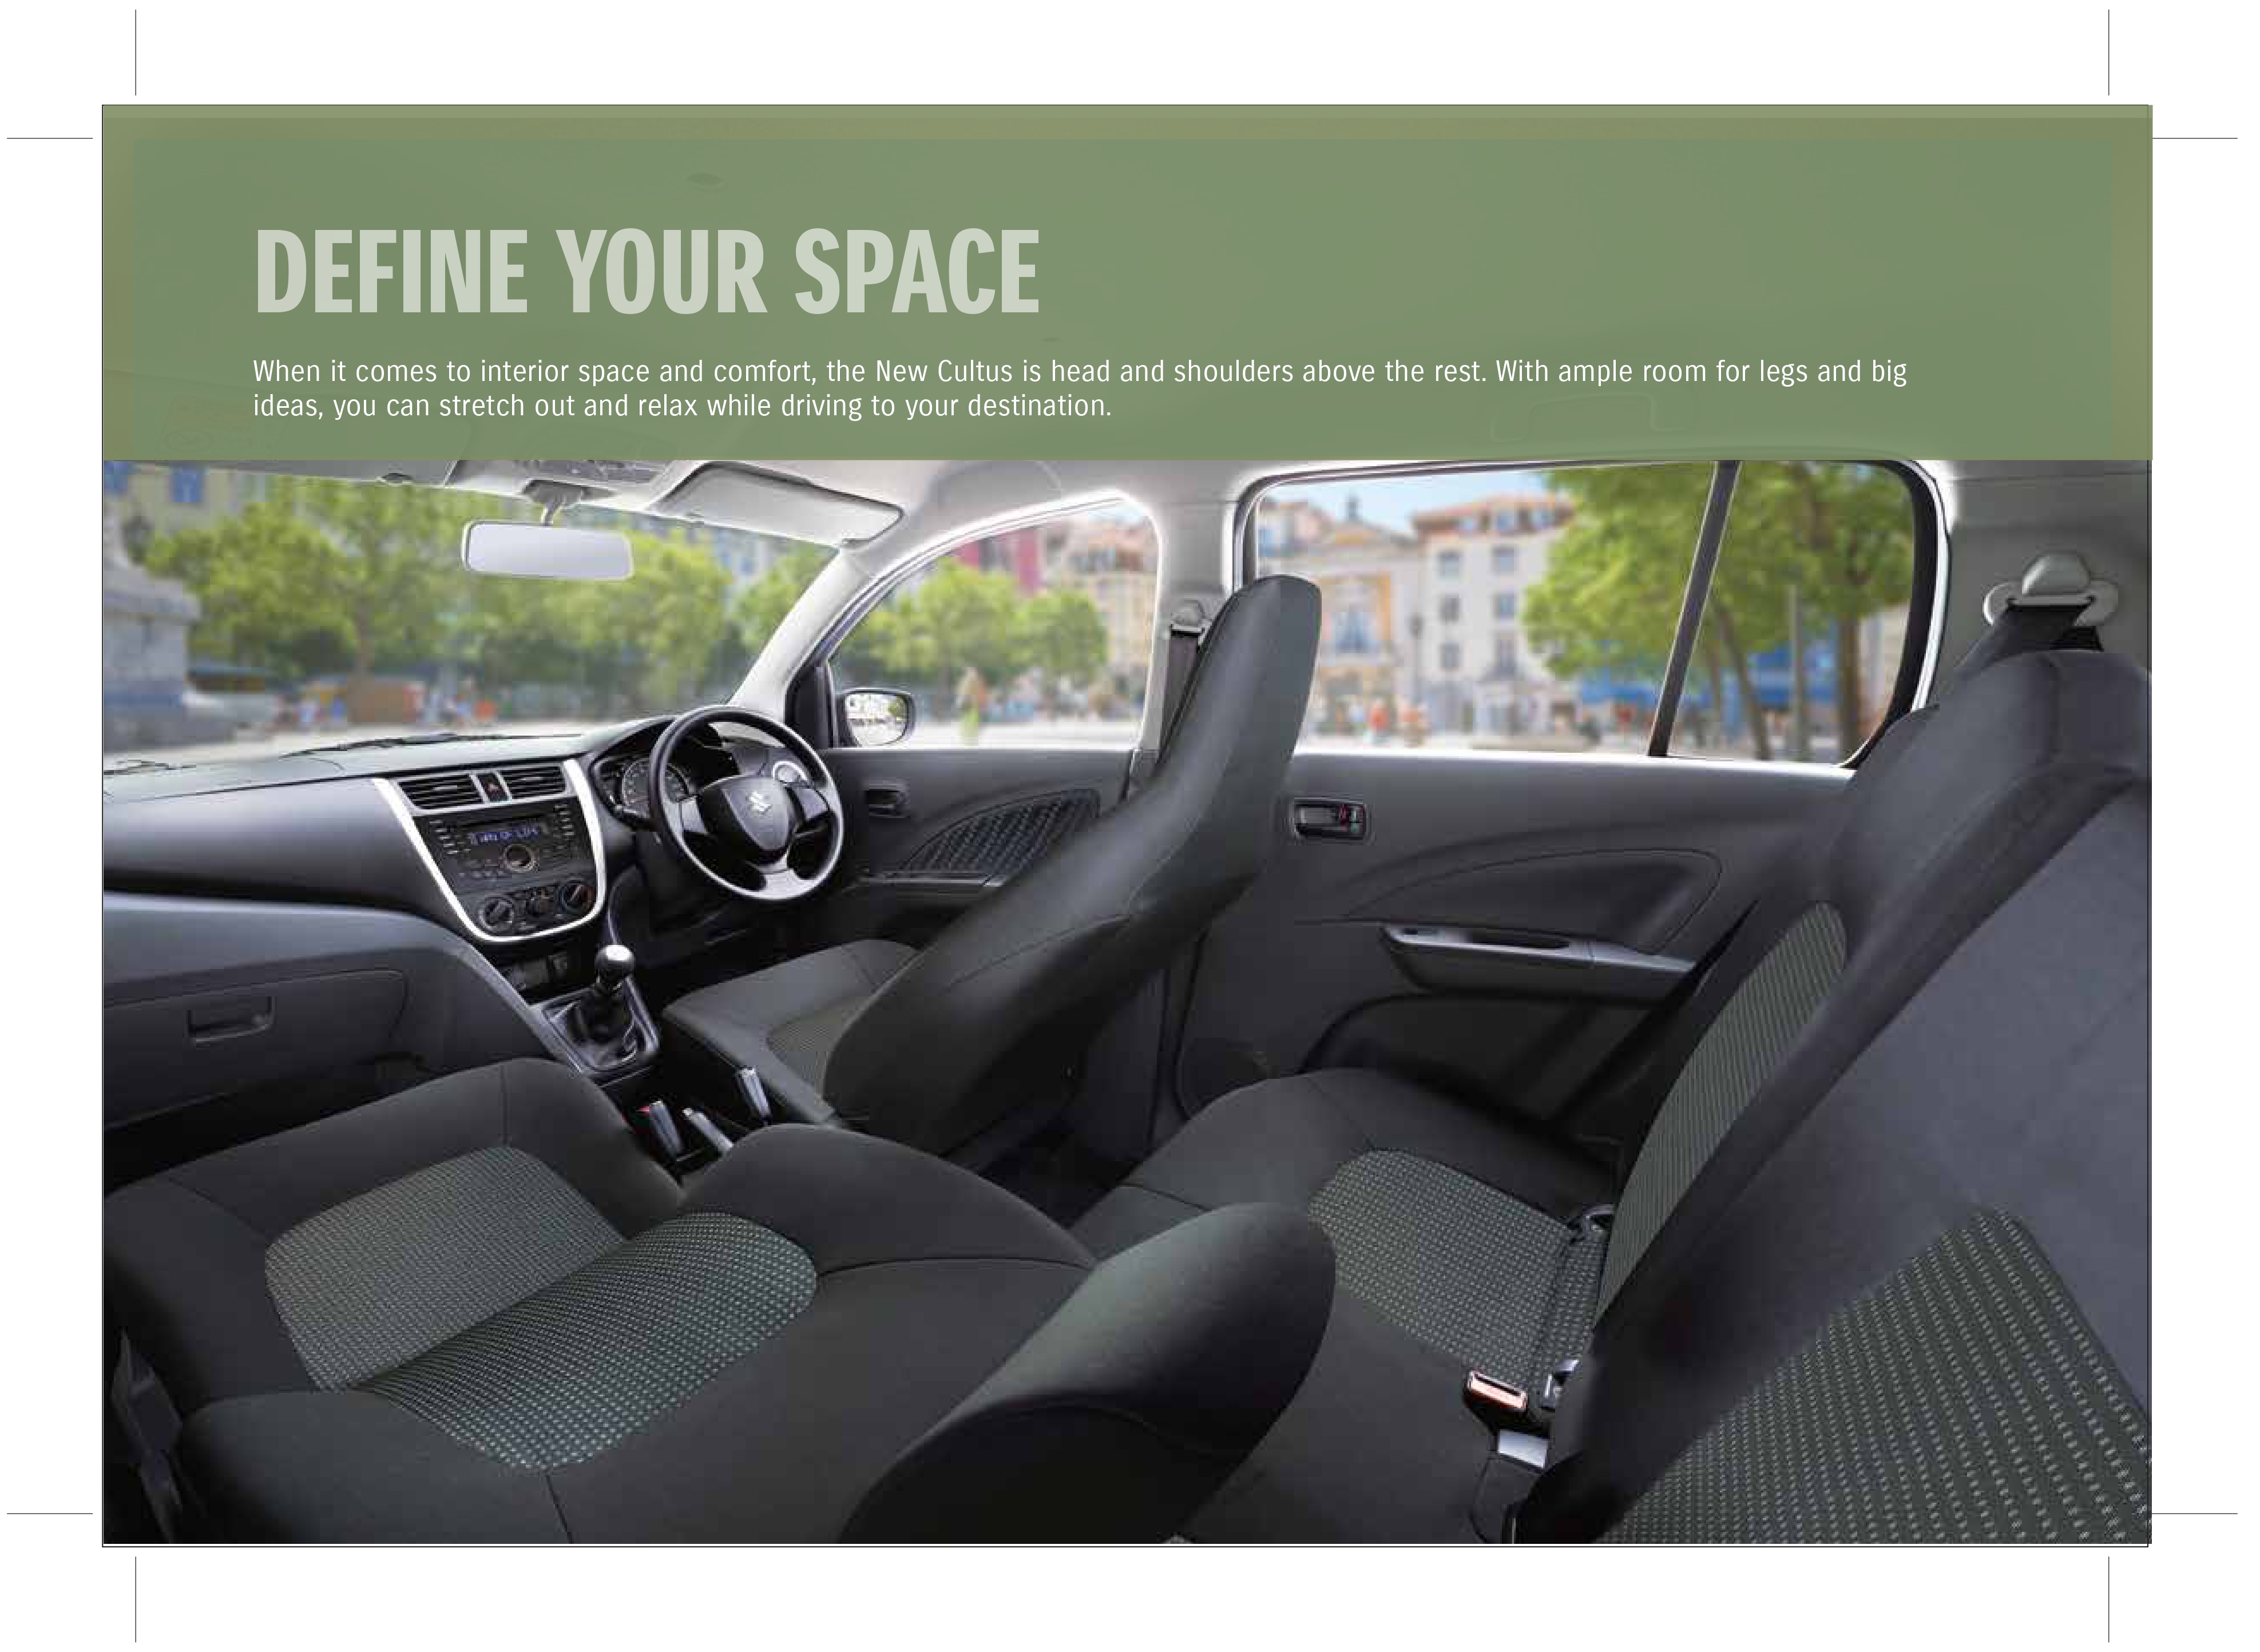 DEFINE YOUR SPACE
When it comes to interior space and comfort, the New Cultus is head and shoulders above the rest. With ample room for legs and big
ideas, you can stretch out and relax while driving to your destination.